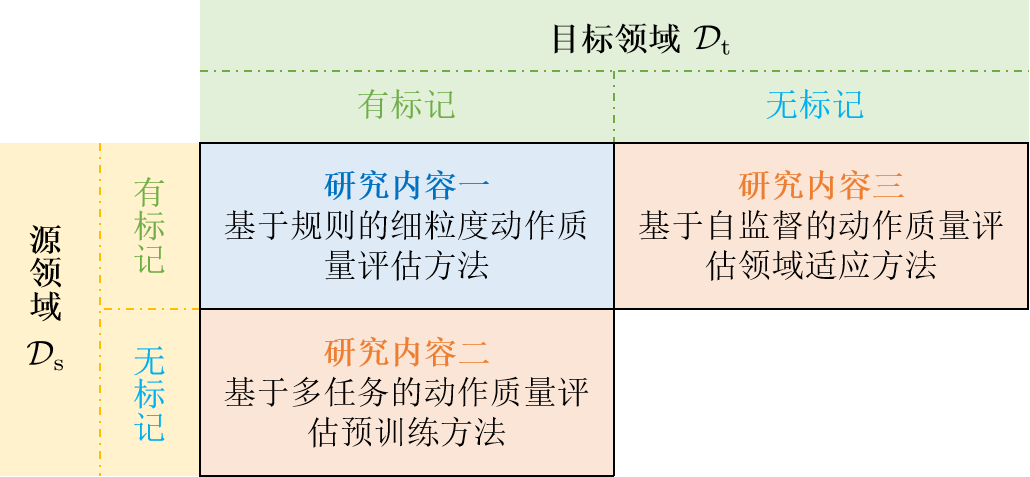 目标领域 𝒟t
有标记
无标记
源领域 𝒟s
有标记
研究内容一
基于规则的细粒度动作质
量评估方法
研究内容三
基于自监督的动作质量评
估领域适应方法
无标记
研究内容二
基于多任务的动作质量评
估预训练方法